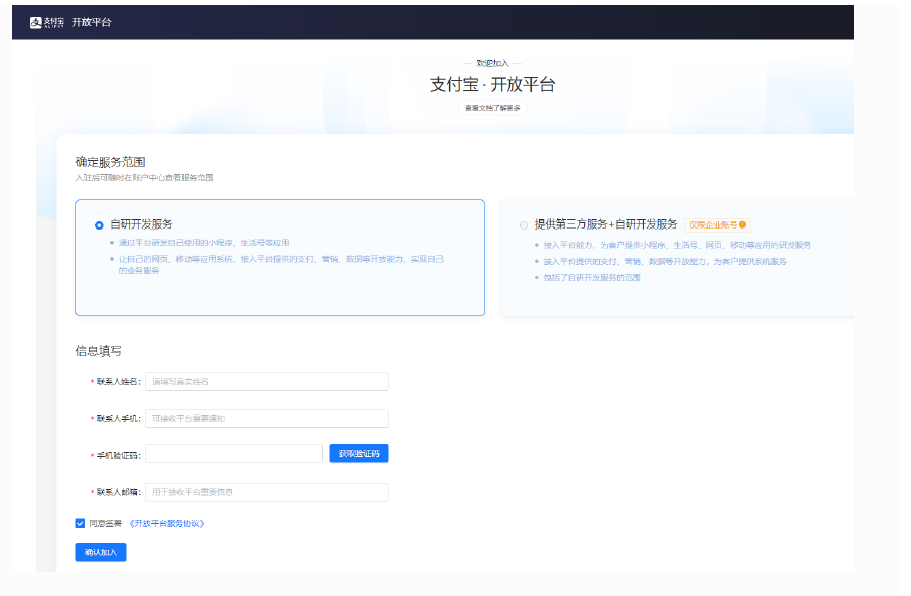 支付宝 ALIPAY 开放平台
欢迎加入
支付宝 · 开放平台
查看文档了解更多
确定服务范围
入驻后可随时在账户中心查看服务范围
自研开发服务
通过平台研发自己使用的小程序、生活号等应用
让自己的网页、移动等应用系统，接入平台提供的支付、营销、数据等开放能力，实现自己
的业务服务
提供第三方服务+自研开发服务 仅限企业账号
接入平台能力，为客户提供小程序、生活号、网页、移动等应用的研发服务
接入平台提供的支付、营销、数据等开放能力，为客户提供系统服务
包括了自研开发服务的范围
信息填写
* 联系人姓名： 请填写真实姓名
* 联系人手机： 可接收平台重要通知
* 手机验证码： 获取验证码
* 联系人邮箱： 用于接收平台重要信息
同意签署 《开放平台服务协议》
确认加入